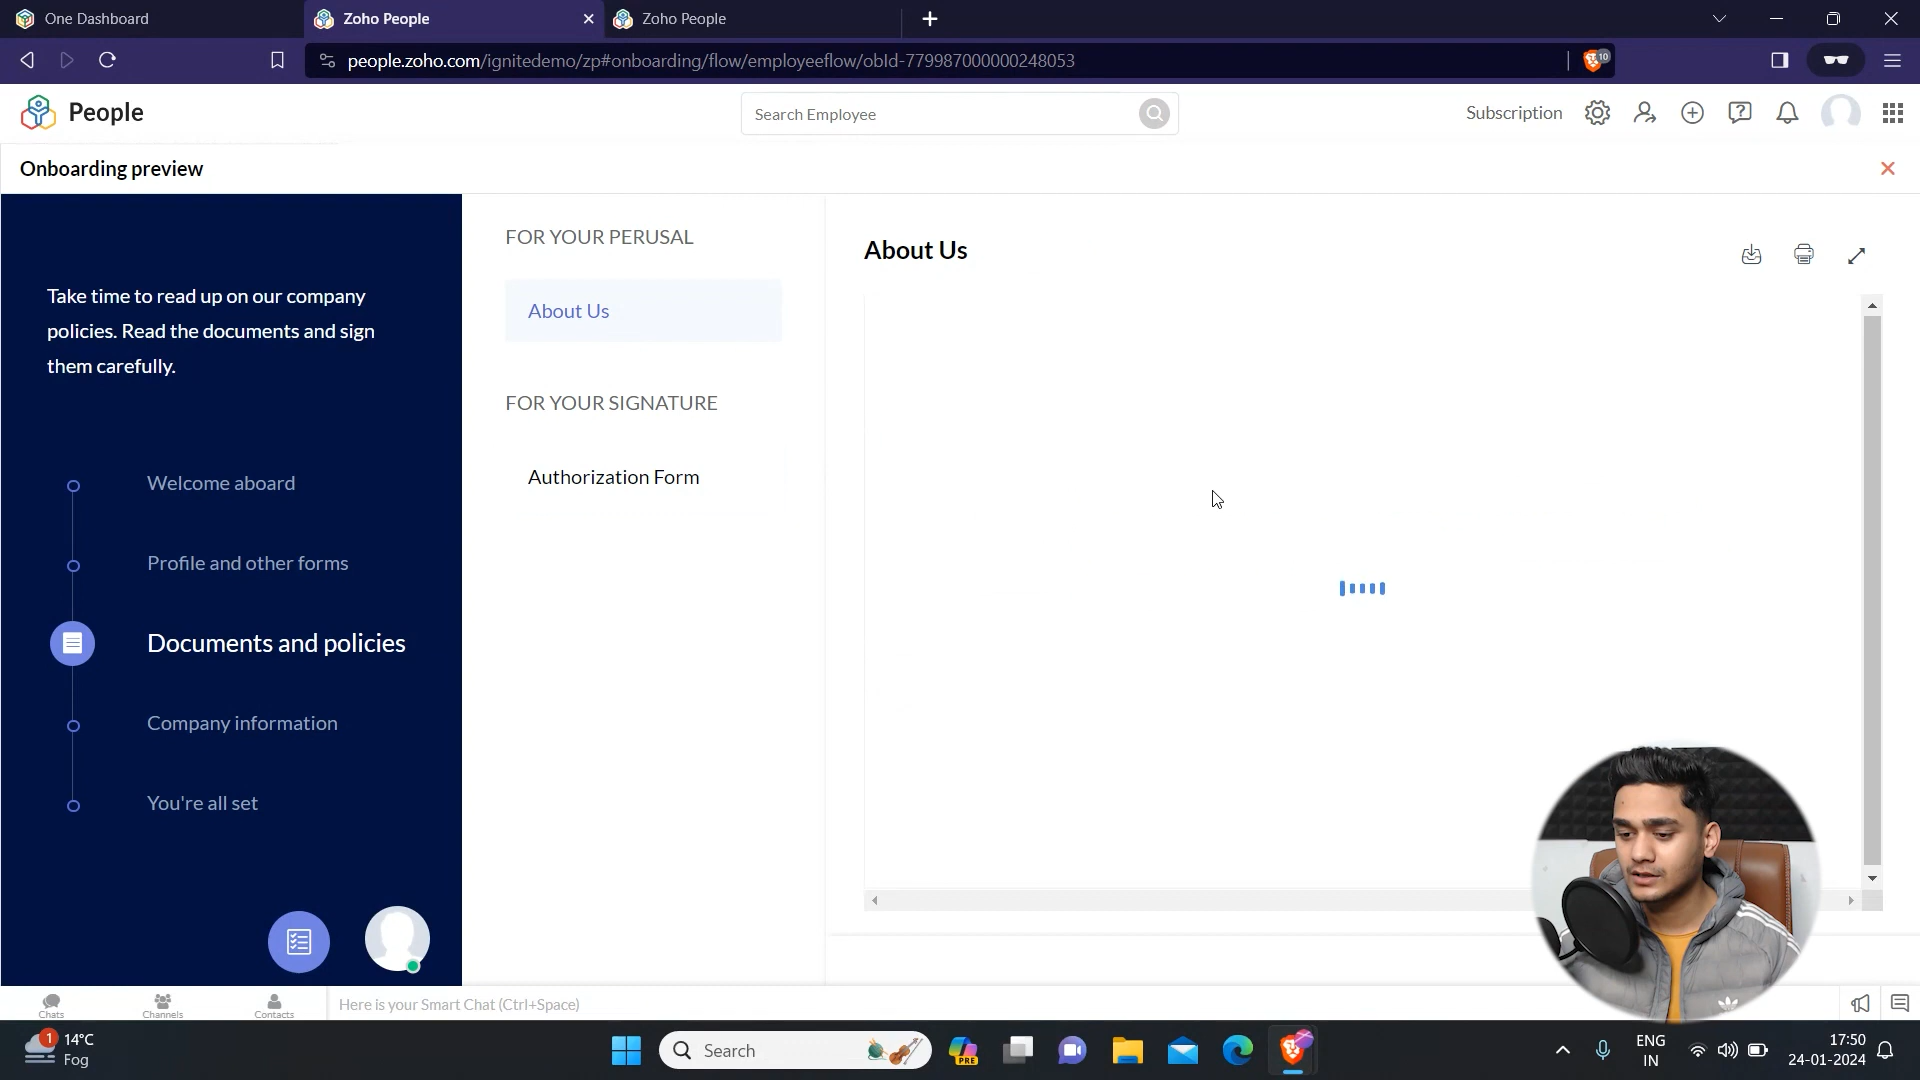 One Dashboard
Zoho People
Zoho People
people.zoho.com/ignitedemo/zp#onboarding/flow/employeeflow/obId-779987000000248053
10
People
Search Employee
Subscription
Onboarding preview
Take time to read up on our company
policies. Read the documents and sign
them carefully.
Welcome aboard
Profile and other forms
Documents and policies
Company information
You're all set
FOR YOUR PERUSAL
About Us
FOR YOUR SIGNATURE
Authorization Form
About Us
Chats
Channels
Contacts
Here is your Smart Chat (Ctrl+Space)
1
14°C
Fog
Search
PRE
ENG
IN
17:50
24-01-2024